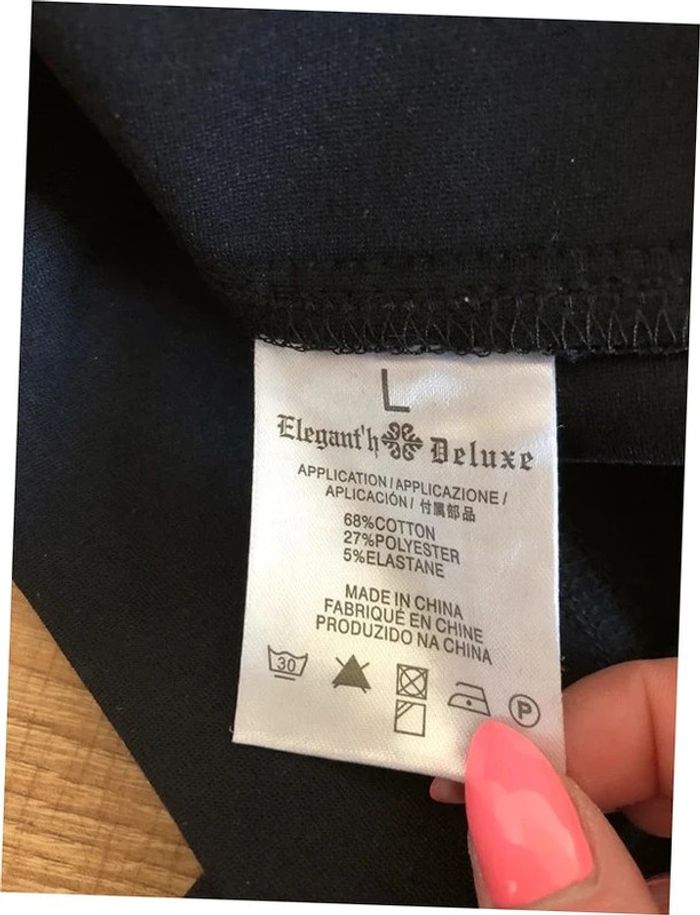 L
Elegant'h Deluxe
APPLICATION / APPLICAZIONE /
APLICACIÓN / 付属部品
68%COTTON
27%POLYESTER
5%ELASTANE
MADE IN CHINA
FABRIQUÉ EN CHINE
PRODUZIDO NA CHINA
30
P